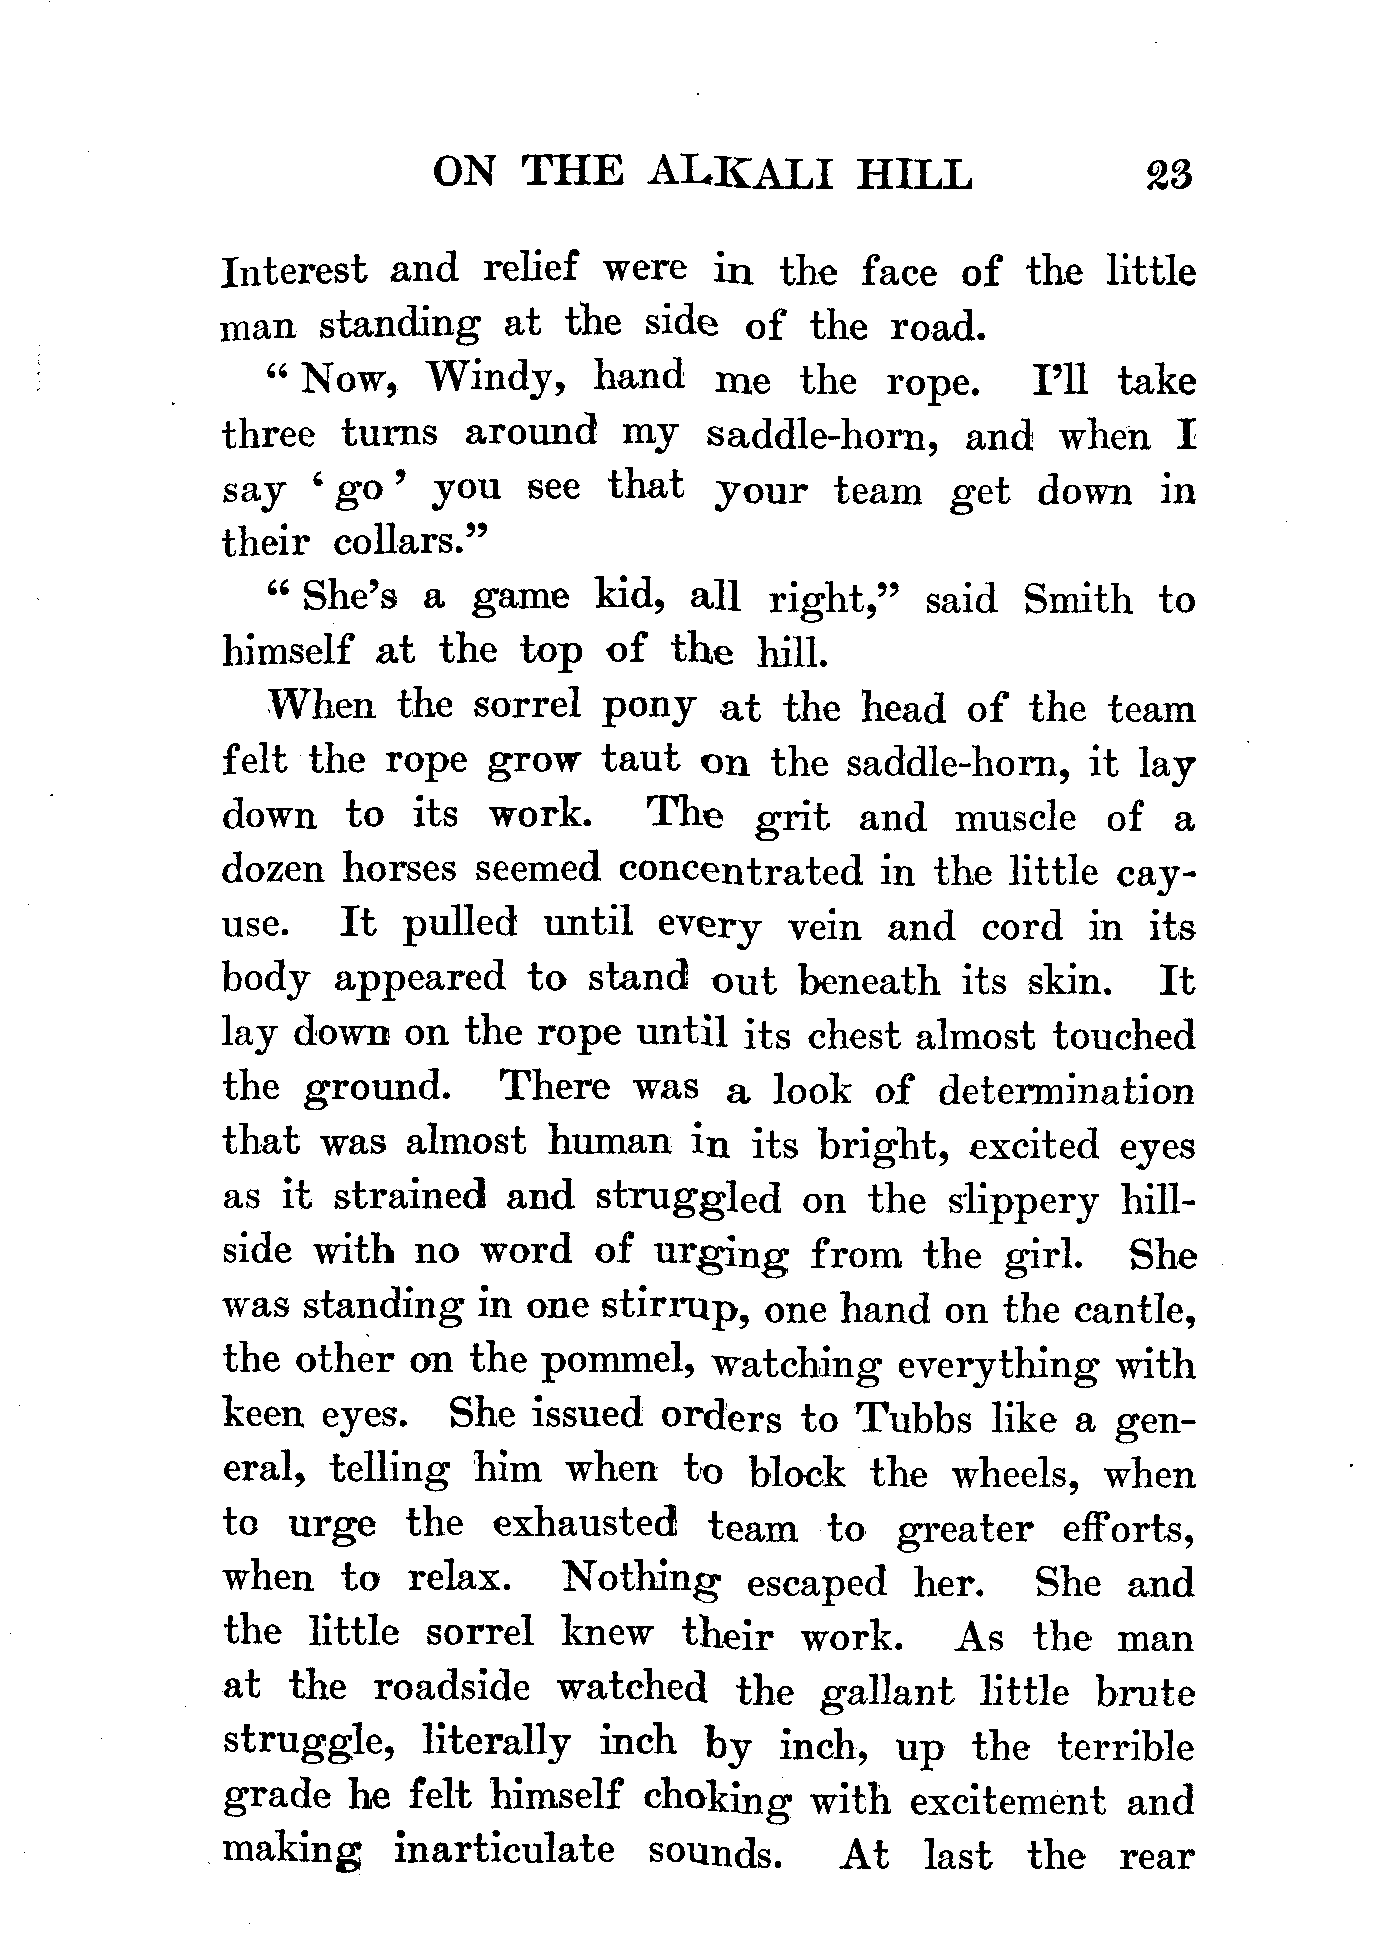 ON THE ALKALI HILL 23
Interest and relief were in the face of the little
man standing at the side of the road.
“ Now, Windy, hand me the rope. I’ll take
three turns around my saddle-horn, and when I
say ‘ go ’ you see that your team get down in
their collars.”
“ She’s a game kid, all right,” said Smith to
himself at the top of the hill.
When the sorrel pony at the head of the team
felt the rope grow taut on the saddle-horn, it lay
down to its work. The grit and muscle of a
dozen horses seemed concentrated in the little cay-
use. It pulled until every vein and cord in its
body appeared to stand out beneath its skin. It
lay down on the rope until its chest almost touched
the ground. There was a look of determination
that was almost human in its bright, excited eyes
as it strained and struggled on the slippery hill-
side with no word of urging from the girl. She
was standing in one stirrup, one hand on the cantle,
the other on the pommel, watching everything with
keen eyes. She issued orders to Tubbs like a gen-
eral, telling him when to block the wheels, when
to urge the exhausted team to greater efforts,
when to relax. Nothing escaped her. She and
the little sorrel knew their work. As the man
at the roadside watched the gallant little brute
struggle, literally inch by inch, up the terrible
grade he felt himself choking with excitement and
making inarticulate sounds. At last the rear